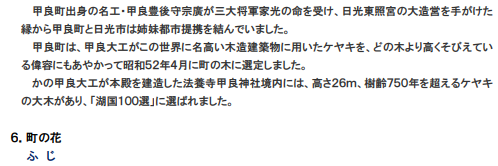 甲良町出身の名工・甲良豊後守宗廣が三大将軍家光の命を受け、日光東照宮の大造営を手がけた
縁から甲良町と日光市は姉妹都市提携を結んでいました。
甲良町は、甲良大工がこの世界に名高い木造建築物に用いたケヤキを、どの木より高くそびえてい
る偉容にもあやかって昭和52年4月に町の木に選定しました。
かの甲良大工が本殿を建造した法養寺甲良神社境内には、高さ26m、樹齢750年を超えるケヤキ
の大木があり、「湖国100選」に選ばれました。
6．町の花
ふ じ